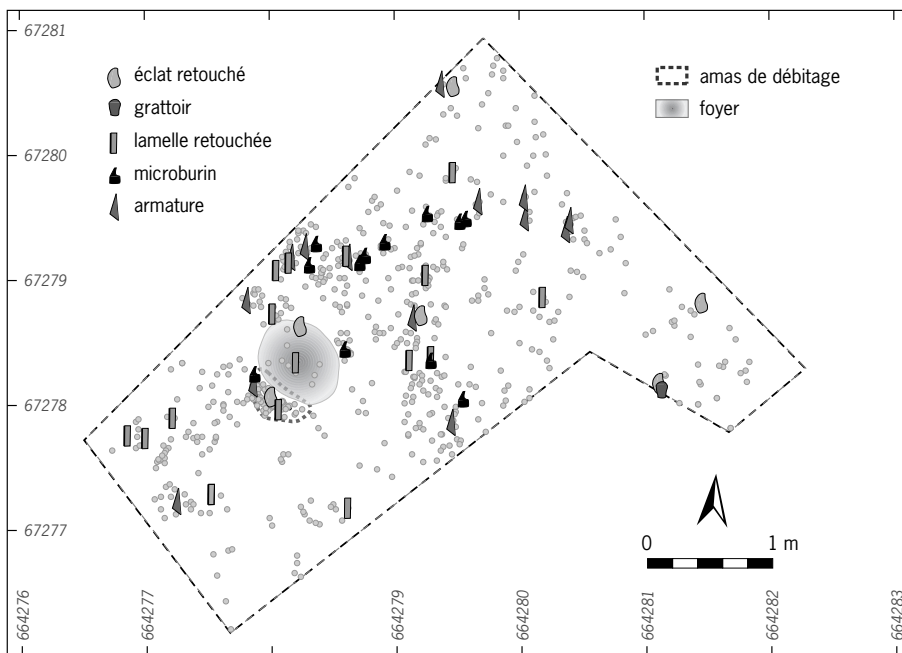 67281
67280
67279
67278
67277
éclat retouché
grattoir
lamelle retouchée
microburin
armature
amas de débitage
foyer
0 1 m
664276
664277
664279
664280
664281
664282
664283